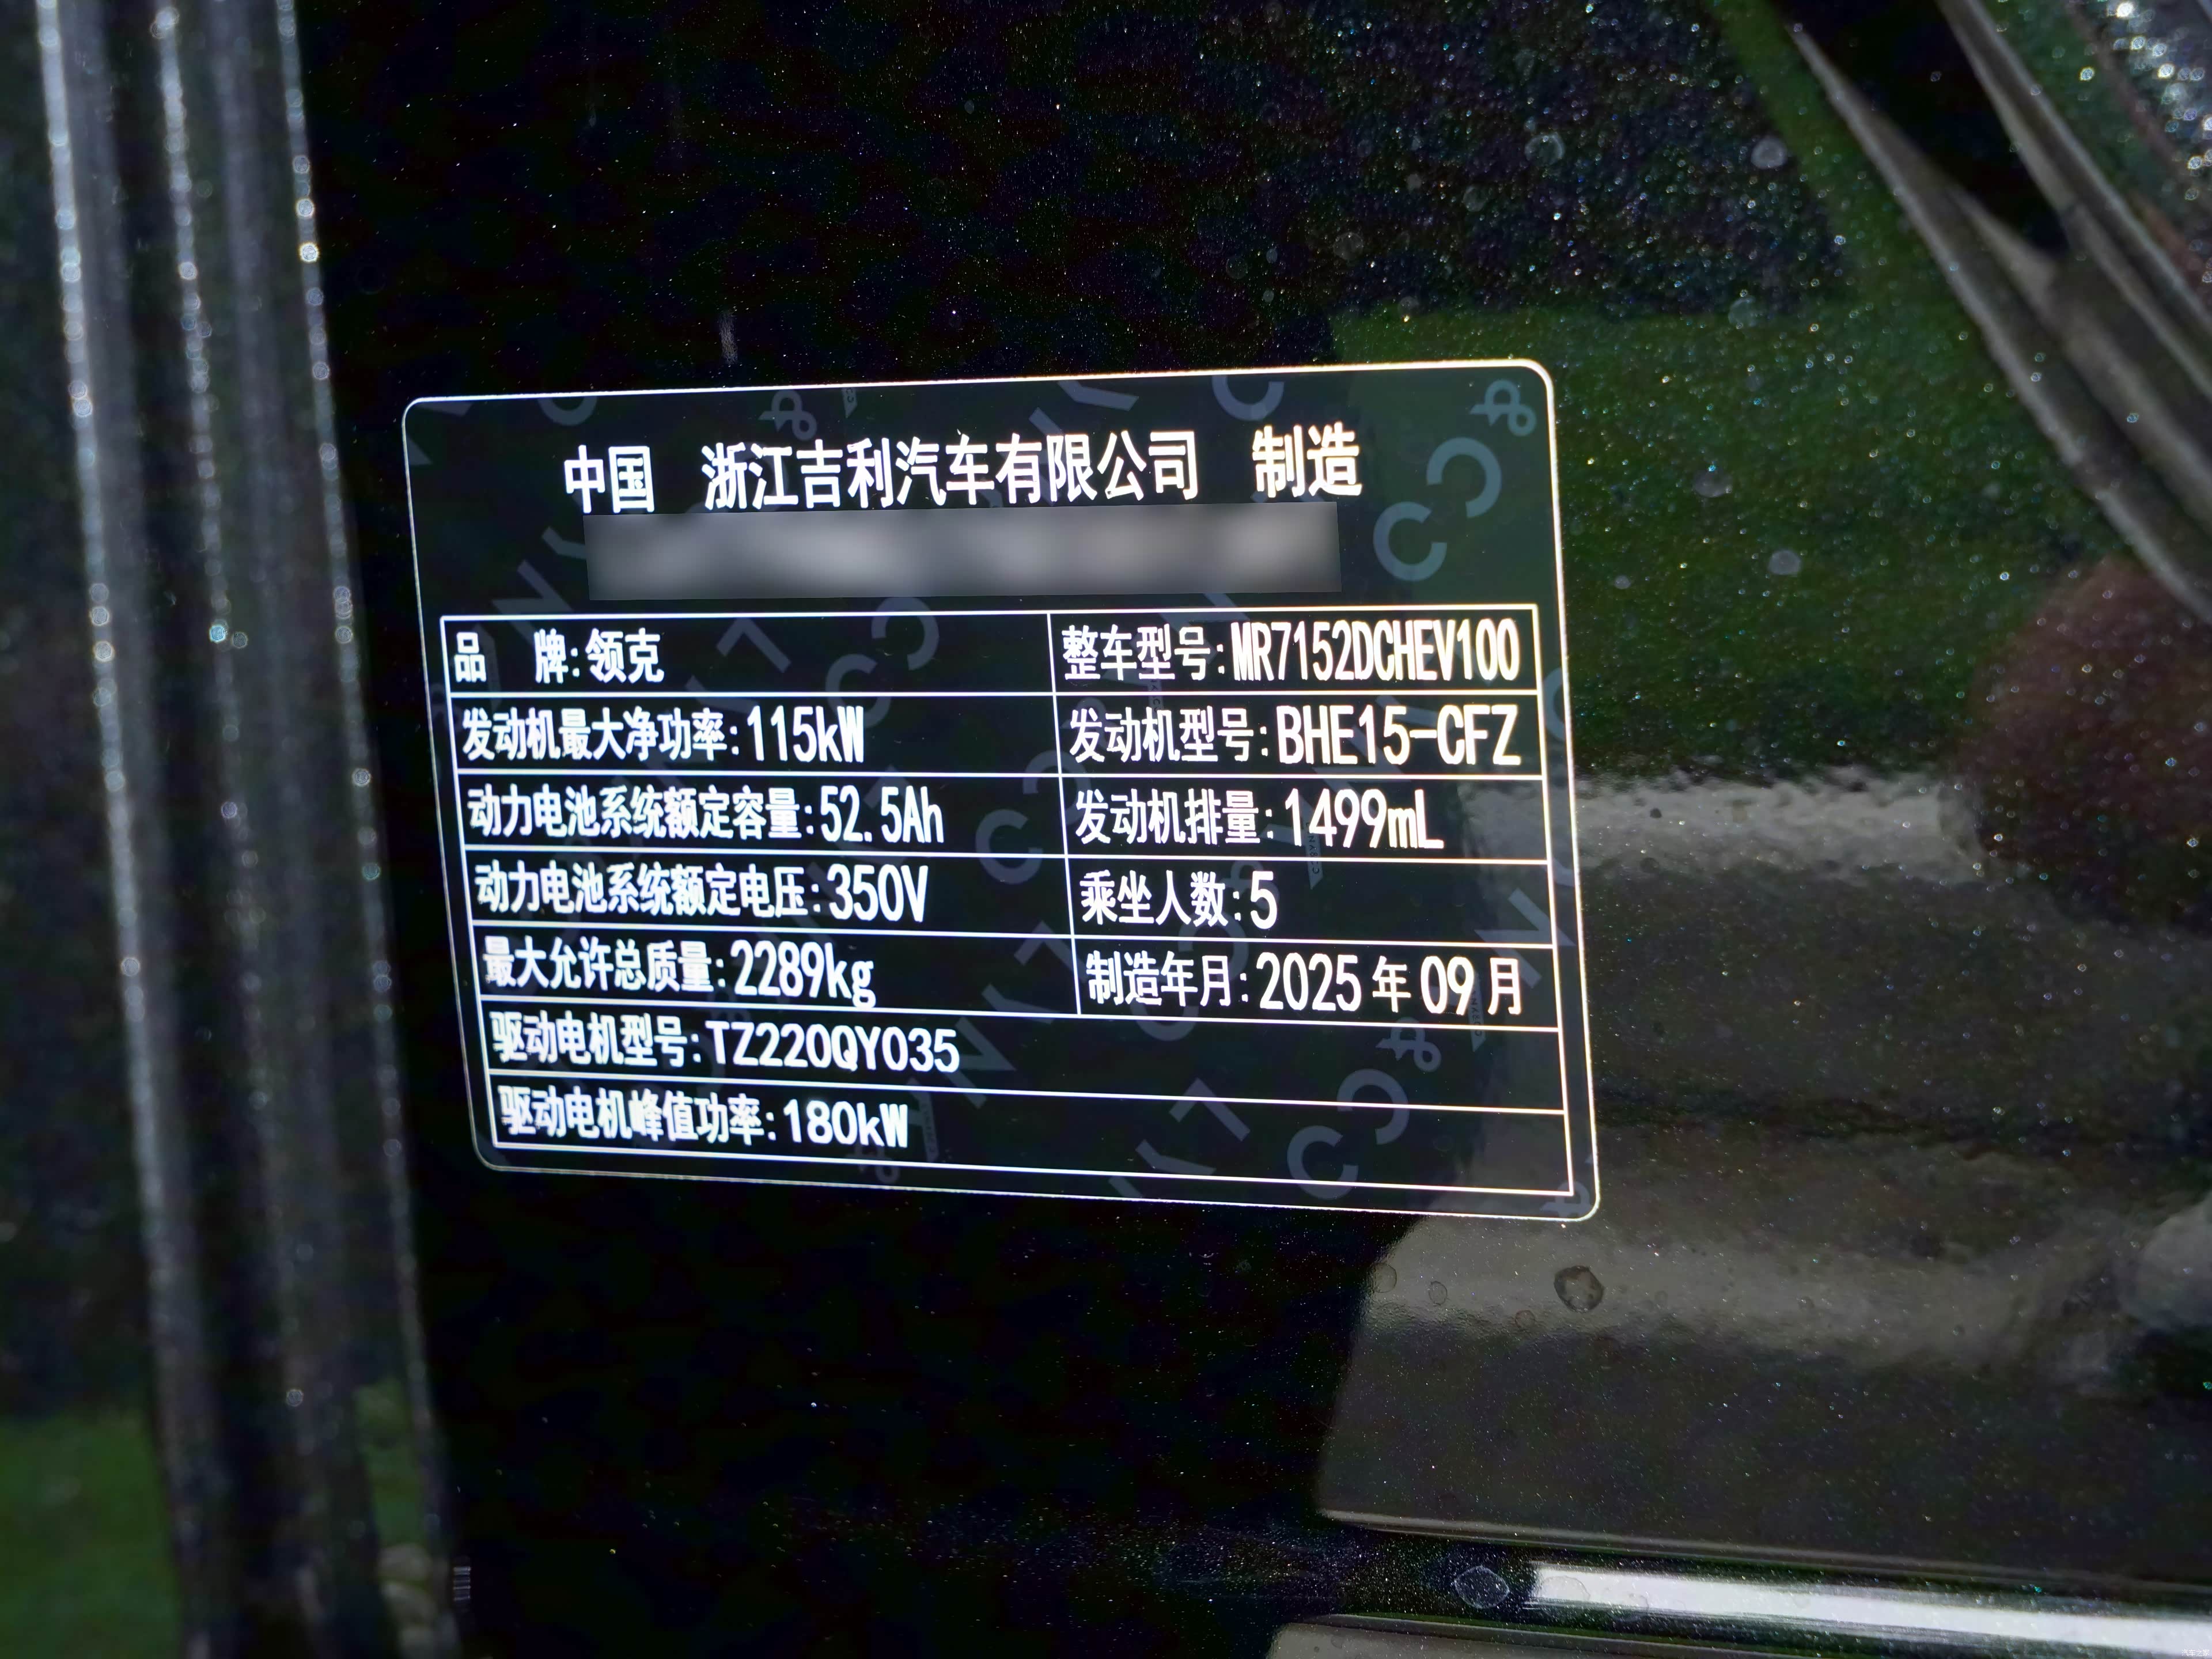 中国 浙江吉利汽车有限公司 制造
品 牌:领克 整车型号:MR7152DCHEV100
发动机最大净功率:115kW 发动机型号:BHE15-CFZ
动力电池系统额定容量:52.5Ah 发动机排量:1499mL
动力电池系统额定电压:350V 乘坐人数:5
最大允许总质量:2289kg 制造年月:2025年09月
驱动电机型号:TZ220QY035
驱动电机峰值功率:180kW